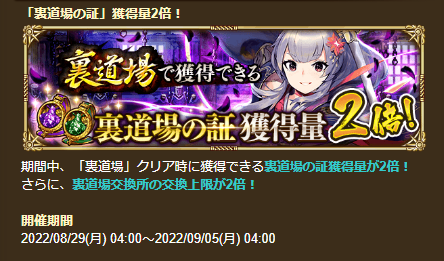 「裏道場の証」獲得量2倍！
裏道場で獲得できる
裏道場の証獲得量2倍!
期間中、「裏道場」クリア時に獲得できる裏道場の証獲得量が2倍！
さらに、裏道場交換所の交換上限が2倍！
開催期間
2022/08/29(月) 04:00～2022/09/05(月) 04:00